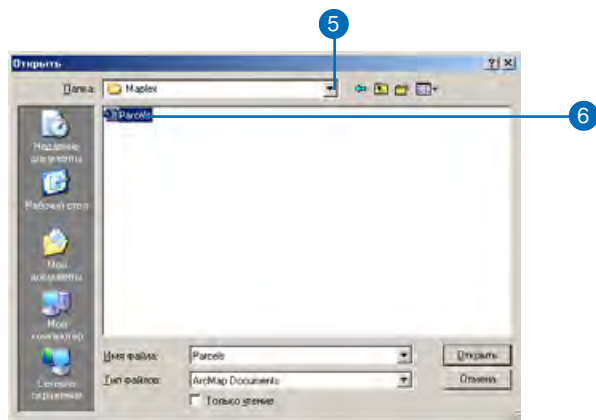 5
Открыть
Папка: Maplex
Parcels
6
Недавние документы
Рабочий стол
Мои документы
Мой компьютер
Сетевое окружение
Имя файла: Parcels Открыть
Тип файлов: ArcMap Documents Отмена
Только чтение